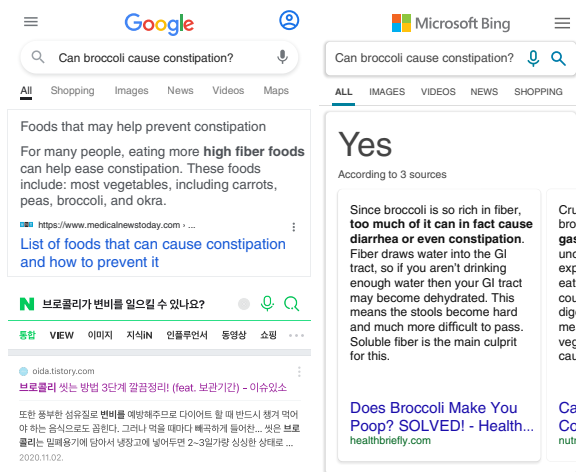 Google
Can broccoli cause constipation?
All Shopping Images News Videos Maps
Foods that may help prevent constipation
For many people, eating more high fiber foods
can help ease constipation. These foods
include: most vegetables, including carrots,
peas, broccoli, and okra.
https://www.medicalnewstoday.com › ...
List of foods that can cause constipation
and how to prevent it
N 브로콜리가 변비를 일으킬 수 있나요?
통합 VIEW 이미지 지식iN 인플루언서 동영상 쇼핑
oida.tistory.com
브로콜리 씻는 방법 3단계 깔끔정리! (feat. 보관기간) - 이슈있소
또한 풍부한 섬유질로 변비를 예방해주므로 다이어트 할 때 반드시 챙겨 먹어
야 하는 음식으로도 꼽힌다. 그러나 먹을 때마다 빼곡하게 들어찬... 씻은 브로
콜리는 밀폐용기에 담아서 냉장고에 넣어두면 2~3일가량 싱싱한 상태로 ...
2020.11.02.
Microsoft Bing
Can broccoli cause constipation?
ALL IMAGES VIDEOS NEWS SHOPPING
Yes
According to 3 sources
Since broccoli is so rich in fiber,
too much of it can in fact cause
diarrhea or even constipation.
Fiber draws water into the GI
tract, so if you aren't drinking
enough water then your GI tract
may become dehydrated. This
means the stools become hard
and much more difficult to pass.
Soluble fiber is the main culprit
for this.
Does Broccoli Make You
Poop? SOLVED! - Health...
healthbriefly.com